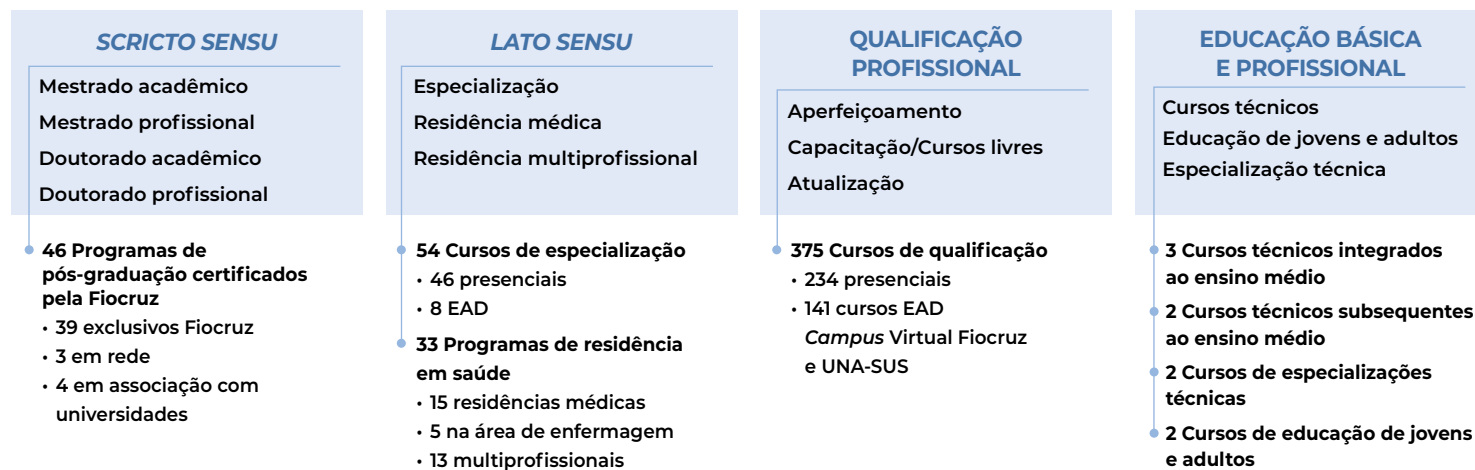 SCRICTO SENSU
Mestrado acadêmico
Mestrado profissional
Doutorado acadêmico
Doutorado profissional
46 Programas de
pós-graduação certificados
pela Fiocruz
• 39 exclusivos Fiocruz
• 3 em rede
• 4 em associação com
universidades
LATO SENSU
Especialização
Residência médica
Residência multiprofissional
54 Cursos de especialização
• 46 presenciais
• 8 EAD
33 Programas de residência
em saúde
• 15 residências médicas
• 5 na área de enfermagem
• 13 multiprofissionais
QUALIFICAÇÃO
PROFISSIONAL
Aperfeiçoamento
Capacitação/Cursos livres
Atualização
375 Cursos de qualificação
• 234 presenciais
• 141 cursos EAD
Campus Virtual Fiocruz
e UNA-SUS
EDUCAÇÃO BÁSICA
E PROFISSIONAL
Cursos técnicos
Educação de jovens e adultos
Especialização técnica
3 Cursos técnicos integrados
ao ensino médio
2 Cursos técnicos subsequentes
ao ensino médio
2 Cursos de especializações
técnicas
2 Cursos de educação de jovens
e adultos